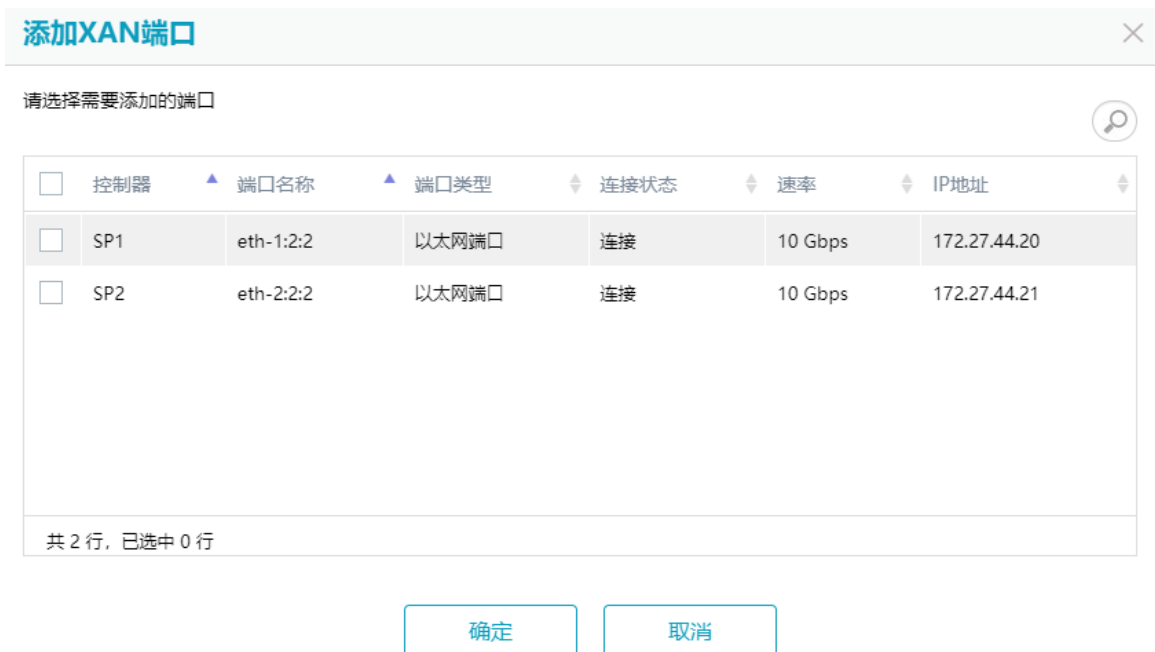 添加XAN端口
请选择需要添加的端口
控制器 端口名称 端口类型 连接状态 速率 IP地址
SP1 eth-1:2:2 以太网端口 连接 10 Gbps 172.27.44.20
SP2 eth-2:2:2 以太网端口 连接 10 Gbps 172.27.44.21
共 2 行，已选中 0 行
确定 取消